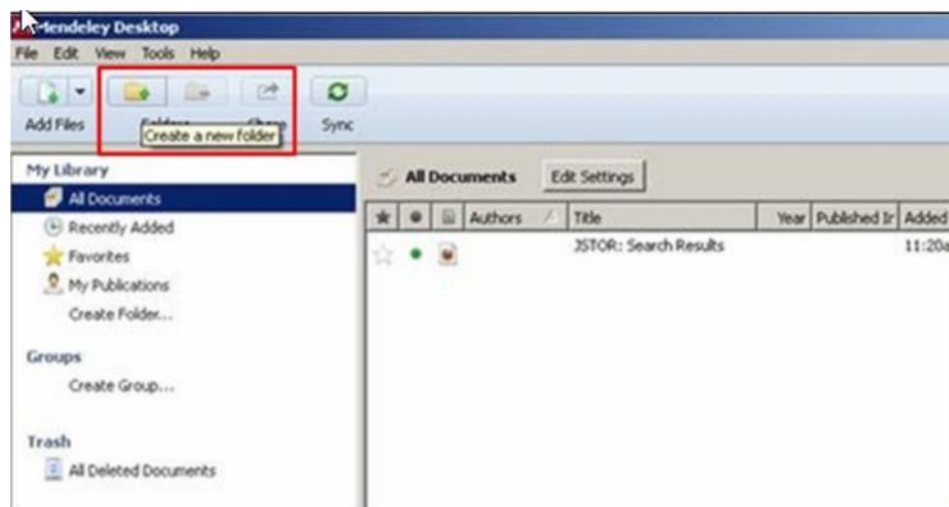 Mendeley Desktop
File Edit View Tools Help
Add Files Sync
Create a new folder
My Library
All Documents
Recently Added
Favorites
My Publications
Create Folder...
Groups
Create Group...
Trash
All Deleted Documents
All Documents Edit Settings
Authors Title Year Published In Added
JSTOR: Search Results 11:20a